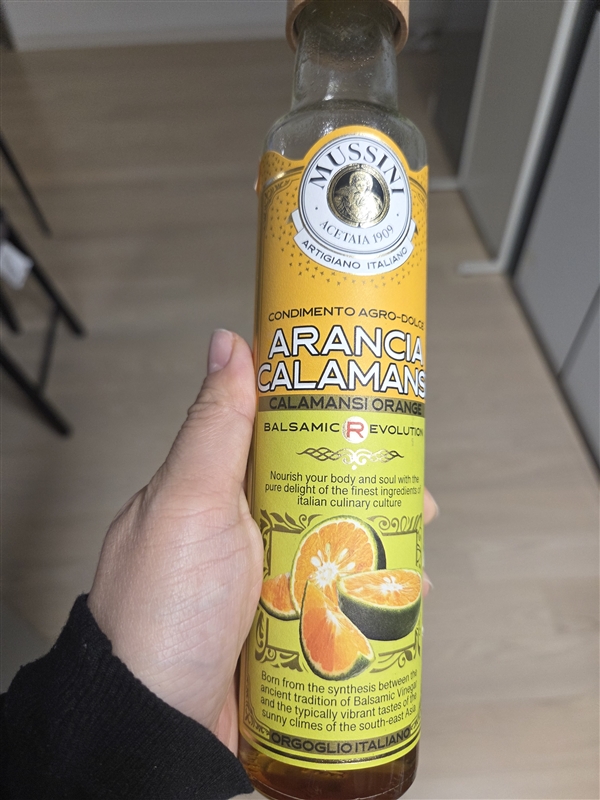 MUSSINI
ACETAIA 1909
ARTIGIANO ITALIANO
CONDIMENTO AGRO-DOLCE
ARANCIA
CALAMANS
CALAMANSI ORANGE
BALSAMIC REVOLUTION
Nourish your body and soul with the
pure delight of the finest ingredients of
italian culinary culture
Born from the synthesis between the
ancient tradition of Balsamic Vinegar
and the typically vibrant tastes of the
sunny climes of the south-east Asia
ORGOGLIO ITALIANO